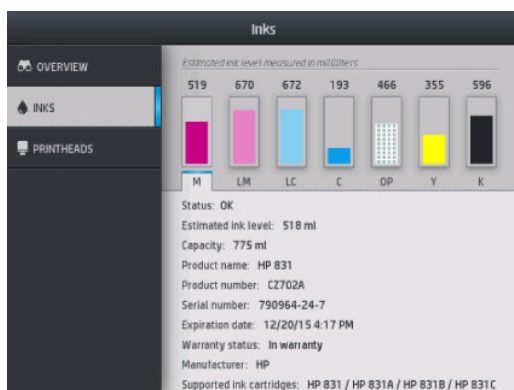 Inks
OVERVIEW
INKS
PRINTHEADS
Estimated ink level measured in milliliters
519 670 672 193 466 355 596
M LM LC C OP Y K
Status: OK
Estimated ink level: 518 ml
Capacity: 775 ml
Product name: HP 831
Product number: CZ702A
Serial number: 790964-24-7
Expiration date: 12/20/15 4:17 PM
Warranty status: In warranty
Manufacturer: HP
Supported ink cartridges: HP 831 / HP 831A / HP 831B / HP 831C